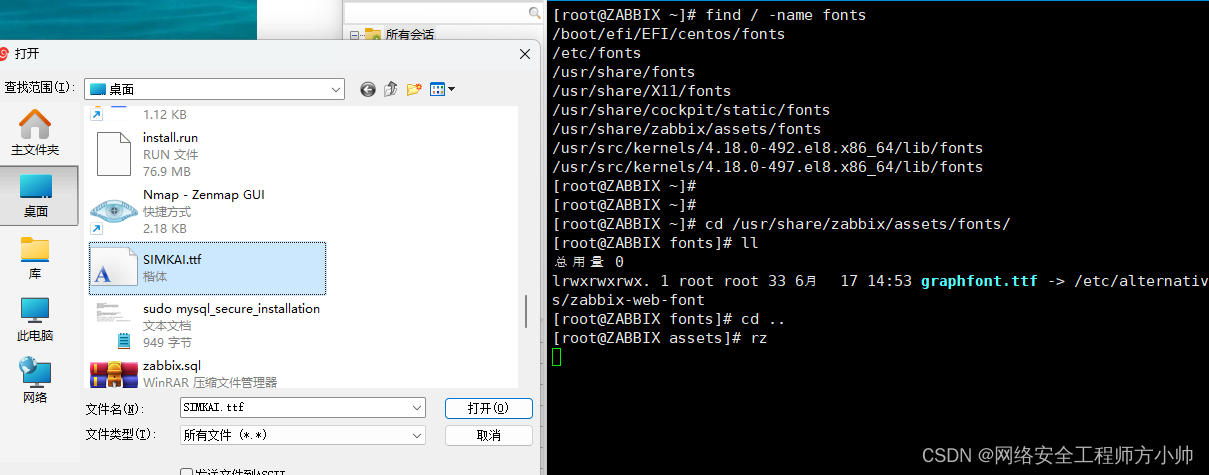 打开
查找范围(I):
桌面
所有会话
主文件夹
桌面
库
此电脑
网络
1.12 KB
install.run
RUN 文件
76.9 MB
Nmap - Zenmap GUI
快捷方式
2.18 KB
SIMKAI.ttf
楷体
sudo mysql_secure_installation
文本文档
949 字节
zabbix.sql
WinRAR 压缩文件管理器
文件名(N):
SIMKAI.ttf
打开(O)
文件类型(T):
所有文件 (*.*)
取消
发送文件到ASCII
[root@ZABBIX ~]# find / -name fonts
/boot/efi/EFI/centos/fonts
/etc/fonts
/usr/share/fonts
/usr/share/X11/fonts
/usr/share/cockpit/static/fonts
/usr/share/zabbix/assets/fonts
/usr/src/kernels/4.18.0-492.el8.x86_64/lib/fonts
/usr/src/kernels/4.18.0-497.el8.x86_64/lib/fonts
[root@ZABBIX ~]#
[root@ZABBIX ~]#
[root@ZABBIX ~]# cd /usr/share/zabbix/assets/fonts/
[root@ZABBIX fonts]# ll
总用量 0
lrwxrwxrwx. 1 root root 33 6月  17 14:53 graphfont.ttf -> /etc/alternativ
s/zabbix-web-font
[root@ZABBIX fonts]# cd ..
[root@ZABBIX assets]# rz
CSDN @网络安全工程师方小帅